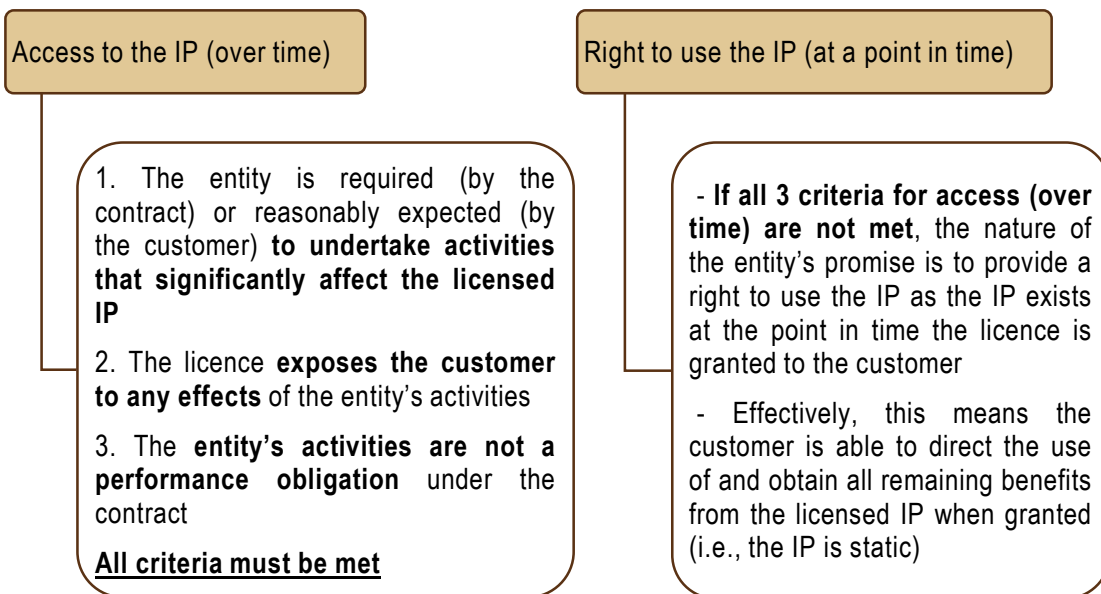 Access to the IP (over time)
1. The entity is required (by the
contract) or reasonably expected (by
the customer) to undertake activities
that significantly affect the licensed
IP
2. The licence exposes the customer
to any effects of the entity’s activities
3. The entity’s activities are not a
performance obligation under the
contract
All criteria must be met
Right to use the IP (at a point in time)
- If all 3 criteria for access (over
time) are not met, the nature of
the entity’s promise is to provide a
right to use the IP as the IP exists
at the point in time the licence is
granted to the customer
- Effectively, this means the
customer is able to direct the use
of and obtain all remaining benefits
from the licensed IP when granted
(i.e., the IP is static)